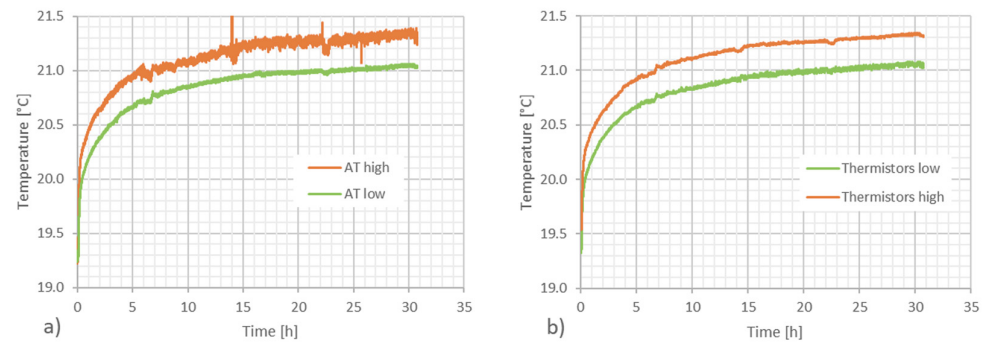 21.5
21.0
20.5
20.0
19.5
19.0
Temperature [°C]
AT high
AT low
0
5
10
15
20
25
30
35
a)
Time [h]
21.5
21.0
20.5
20.0
19.5
19.0
Temperature [°C]
Thermistors low
Thermistors high
0
5
10
15
20
25
30
35
b)
Time [h]